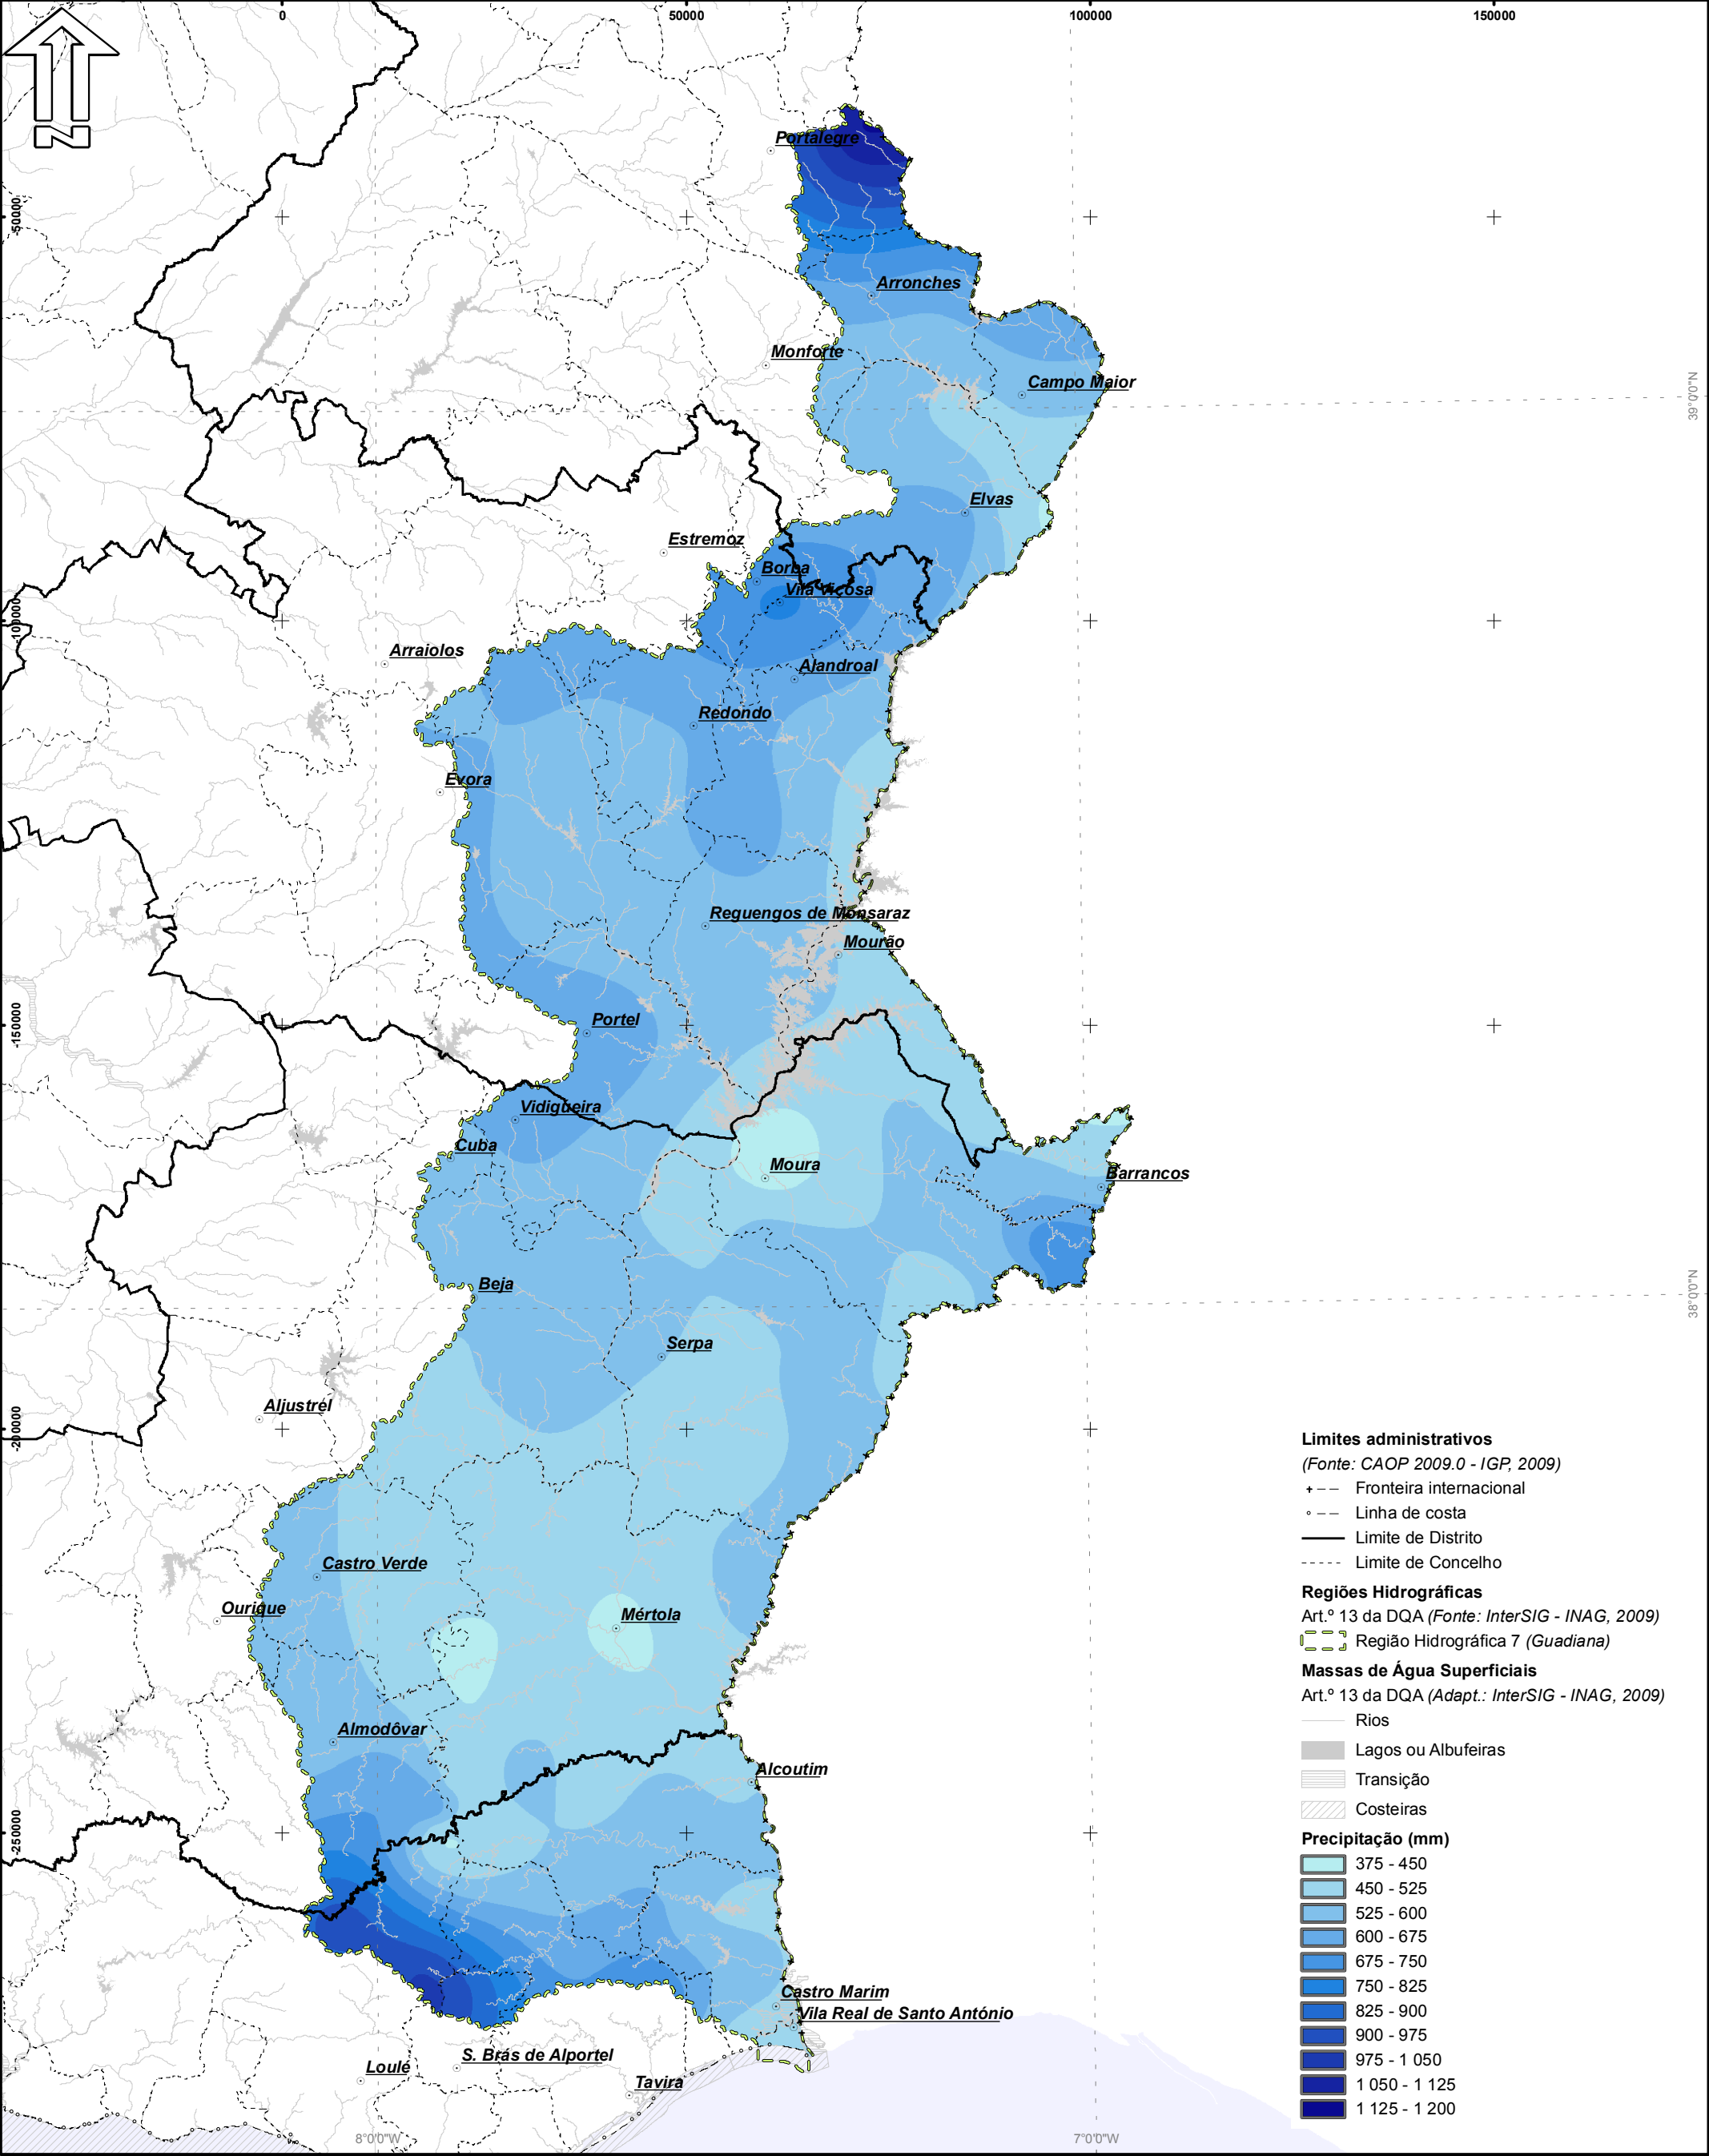 0
50000
100000
150000
N
-50000
-100000
-150000
-200000
-250000
Portalegre
Arronches
Monforte
Campo Maior
39°0'0"N
Elvas
Estremoz
Borba
Vila Viçosa
Arraiolos
Alandroal
Redondo
Évora
Reguengos de Monsaraz
Mourão
Portel
Vidigueira
Cuba
Moura
Barrancos
Beja
38°0'0"N
Serpa
Aljustrel
Castro Verde
Ourique
Mértola
Almodôvar
Alcoutim
Castro Marim
Vila Real de Santo António
S. Brás de Alportel
Loulé
Tavira
8°0'0"W
7°0'0"W
Limites administrativos
(Fonte: CAOP 2009.0 - IGP, 2009)
Fronteira internacional
Linha de costa
Limite de Distrito
Limite de Concelho
Regiões Hidrográficas
Art.º 13 da DQA (Fonte: InterSIG - INAG, 2009)
Região Hidrográfica 7 (Guadiana)
Massas de Água Superficiais
Art.º 13 da DQA (Adapt.: InterSIG - INAG, 2009)
Rios
Lagos ou Albufeiras
Transição
Costeiras
Precipitação (mm)
375 - 450
450 - 525
525 - 600
600 - 675
675 - 750
750 - 825
825 - 900
900 - 975
975 - 1 050
1 050 - 1 125
1 125 - 1 200